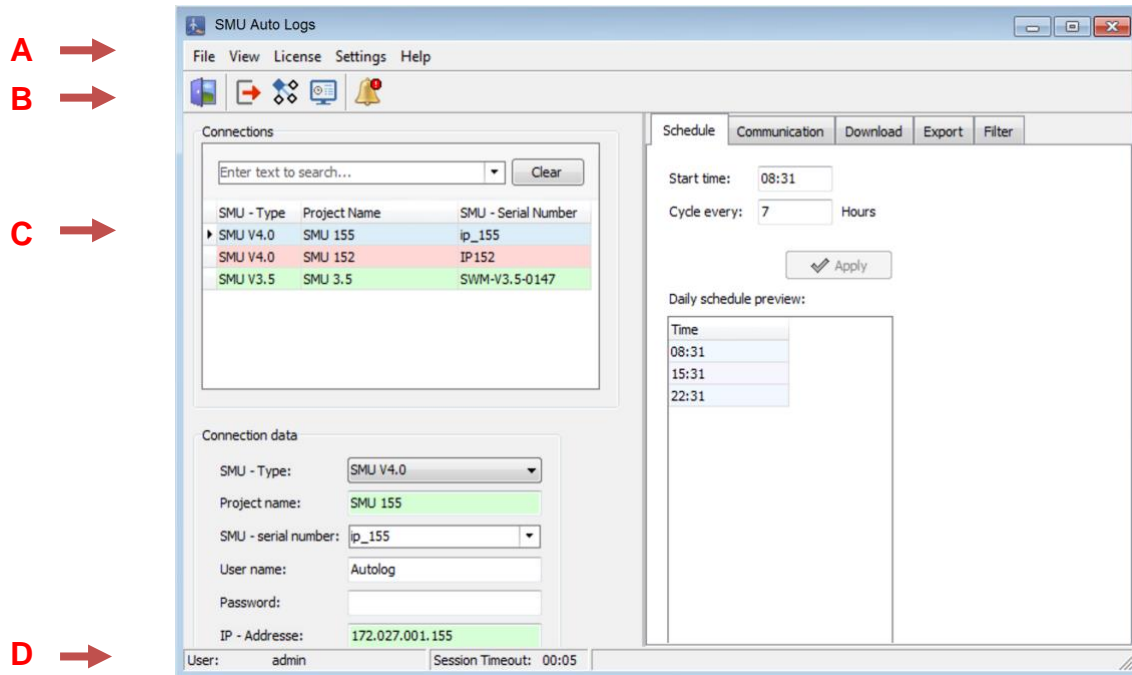 SMU Auto Logs
A
File View License Settings Help
B
Connections
Enter text to search...
Clear
SMU - Type Project Name SMU - Serial Number
C
SMU V4.0 SMU 155 ip_155
SMU V4.0 SMU 152 IP152
SMU V3.5 SMU 3.5 SWM-V3.5-0147
Connection data
SMU - Type: SMU V4.0
Project name: SMU 155
SMU - serial number: ip_155
User name: Autolog
Password:
IP - Addresse: 172.027.001.155
Schedule Communication Download Export Filter
Start time: 08:31
Cycle every: 7 Hours
Apply
Daily schedule preview:
Time
08:31
15:31
22:31
D
User: admin Session Timeout: 00:05